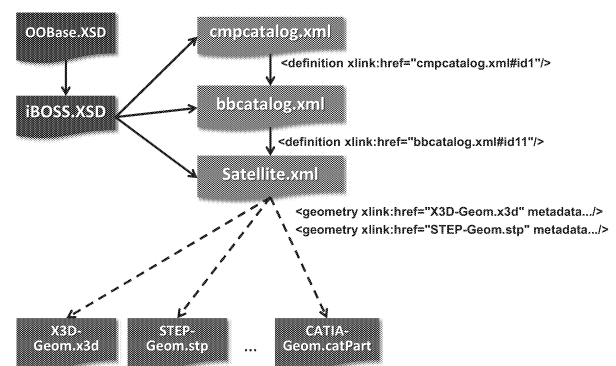 OOBase.XSD
cmpcatalog.xml
<definition xlink:href="cmpcatalog.xml#id1"/>
iBOSS.XSD
bbcatalog.xml
<definition xlink:href="bbcatalog.xml#id11"/>
Satellite.xml
<geometry xlink:href="X3D-Geom.x3d" metadata.../>
<geometry xlink:href="STEP-Geom.stp" metadata.../>
X3D-
Geom.x3d
STEP-
Geom.stp
...
CATIA-
Geom.catPart